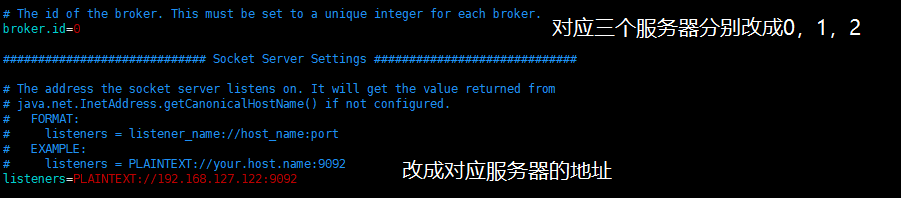 # The id of the broker. This must be set to a unique integer for each broker.
broker.id=0
对应三个服务器分别改成0，1，2
############################# Socket Server Settings #############################
# The address the socket server listens on. It will get the value returned from
# java.net.InetAddress.getCanonicalHostName() if not configured.
#   FORMAT:
#     listeners = listener_name://host_name:port
#   EXAMPLE:
#     listeners = PLAINTEXT://your.host.name:9092
listeners=PLAINTEXT://192.168.127.122:9092
改成对应服务器的地址